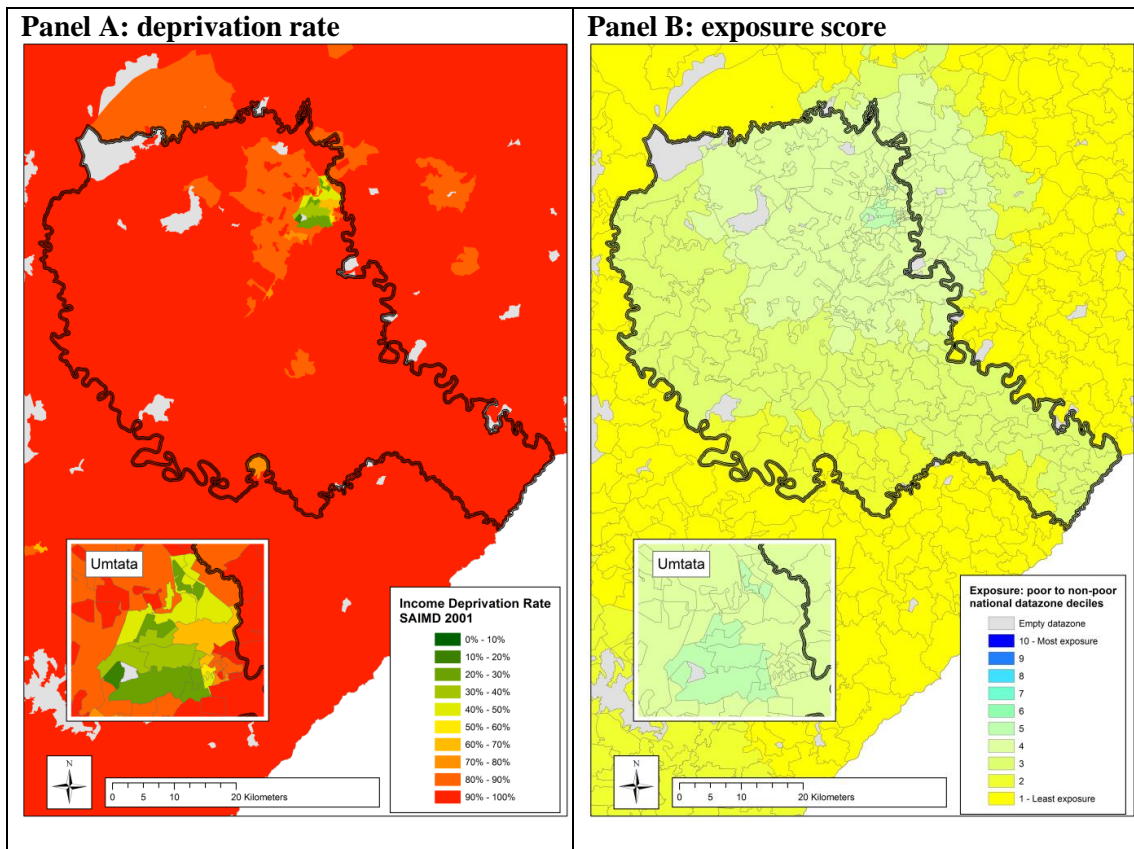 Panel A: deprivation rate
Umtata
Income Deprivation Rate
SAIMD 2001
0% - 10%
10% - 20%
20% - 30%
30% - 40%
40% - 50%
50% - 60%
60% - 70%
70% - 80%
80% - 90%
90% - 100%
N
0 5 10 20 Kilometers
Panel B: exposure score
Umtata
Exposure: poor to non-poor
national datazone deciles
Empty datazone
10 - Most exposure
9
8
7
6
5
4
3
2
1 - Least exposure
N
0 5 10 20 Kilometers